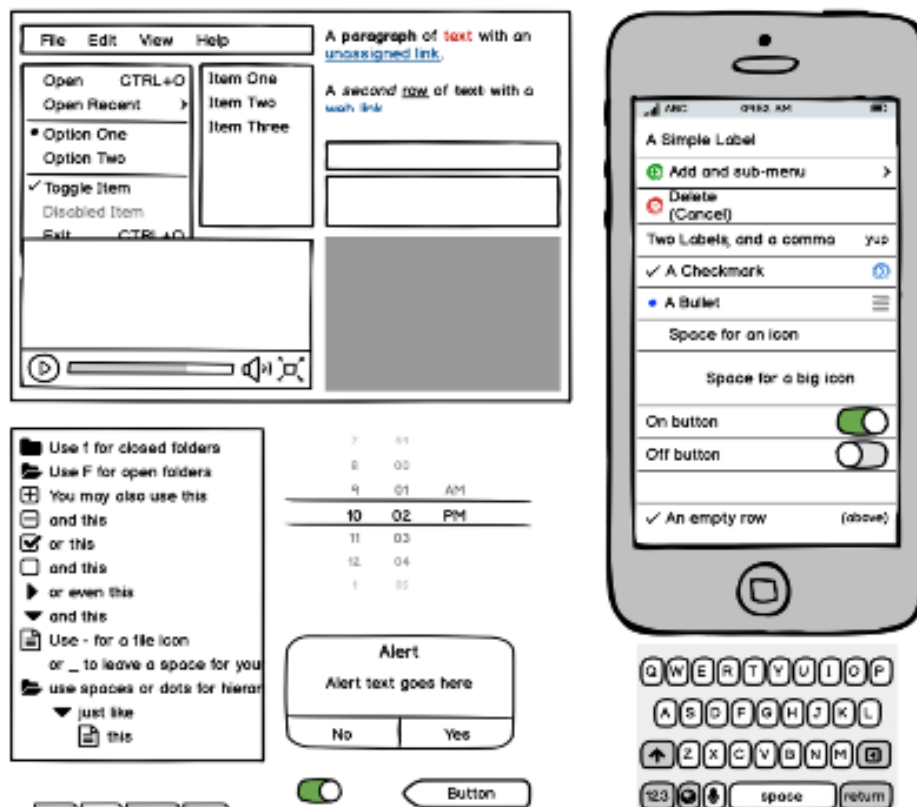 File Edit View Help
Open CTRL+O
Open Recent
Option One
Option Two
Toggle Item
Disabled Item
Exit CTRL+Q
Item One
Item Two
Item Three
A paragraph of text with an
unassigned link.
A second row of text with a
web link
Use f for closed folders
Use F for open folders
You may also use this
and this
or this
and this
or even this
and this
Use - for a file icon
or _ to leave a space for you
use spaces or dots for hierar
just like
this
8 00
9 01 AM
10 02 PM
11 03
12 04
1 05
Alert
Alert text goes here
No Yes
Button
ABC 09:52 AM
A Simple Label
Add and sub-menu
Delete
(Cancel)
Two Labels, and a comma yup
A Checkmark
A Bullet
Space for an icon
Space for a big icon
On button
Off button
An empty row (above)
Q W E R T Y U I O P
A S D F G H J K L
Z X C V B N M
123 space return